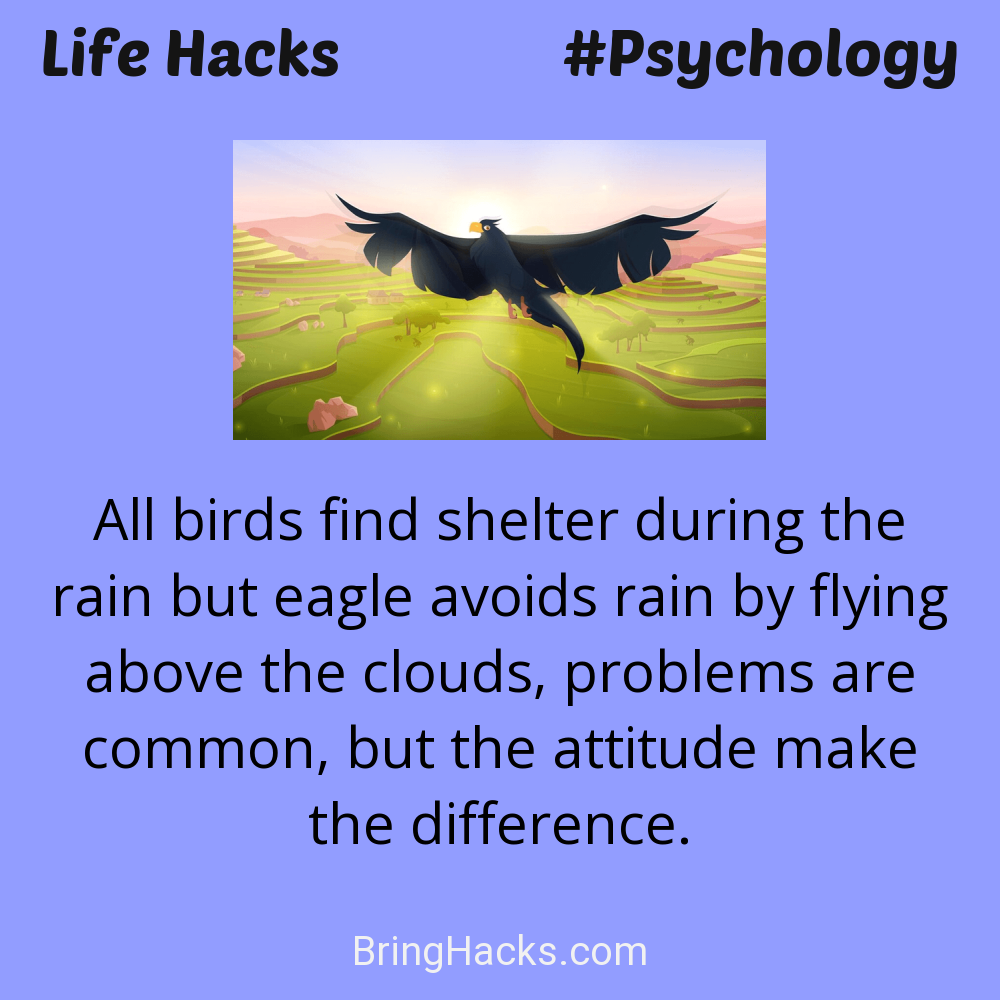 Life Hacks #Psychology
All birds find shelter during the
rain but eagle avoids rain by flying
above the clouds, problems are
common, but the attitude make
the difference.
BringHacks.com